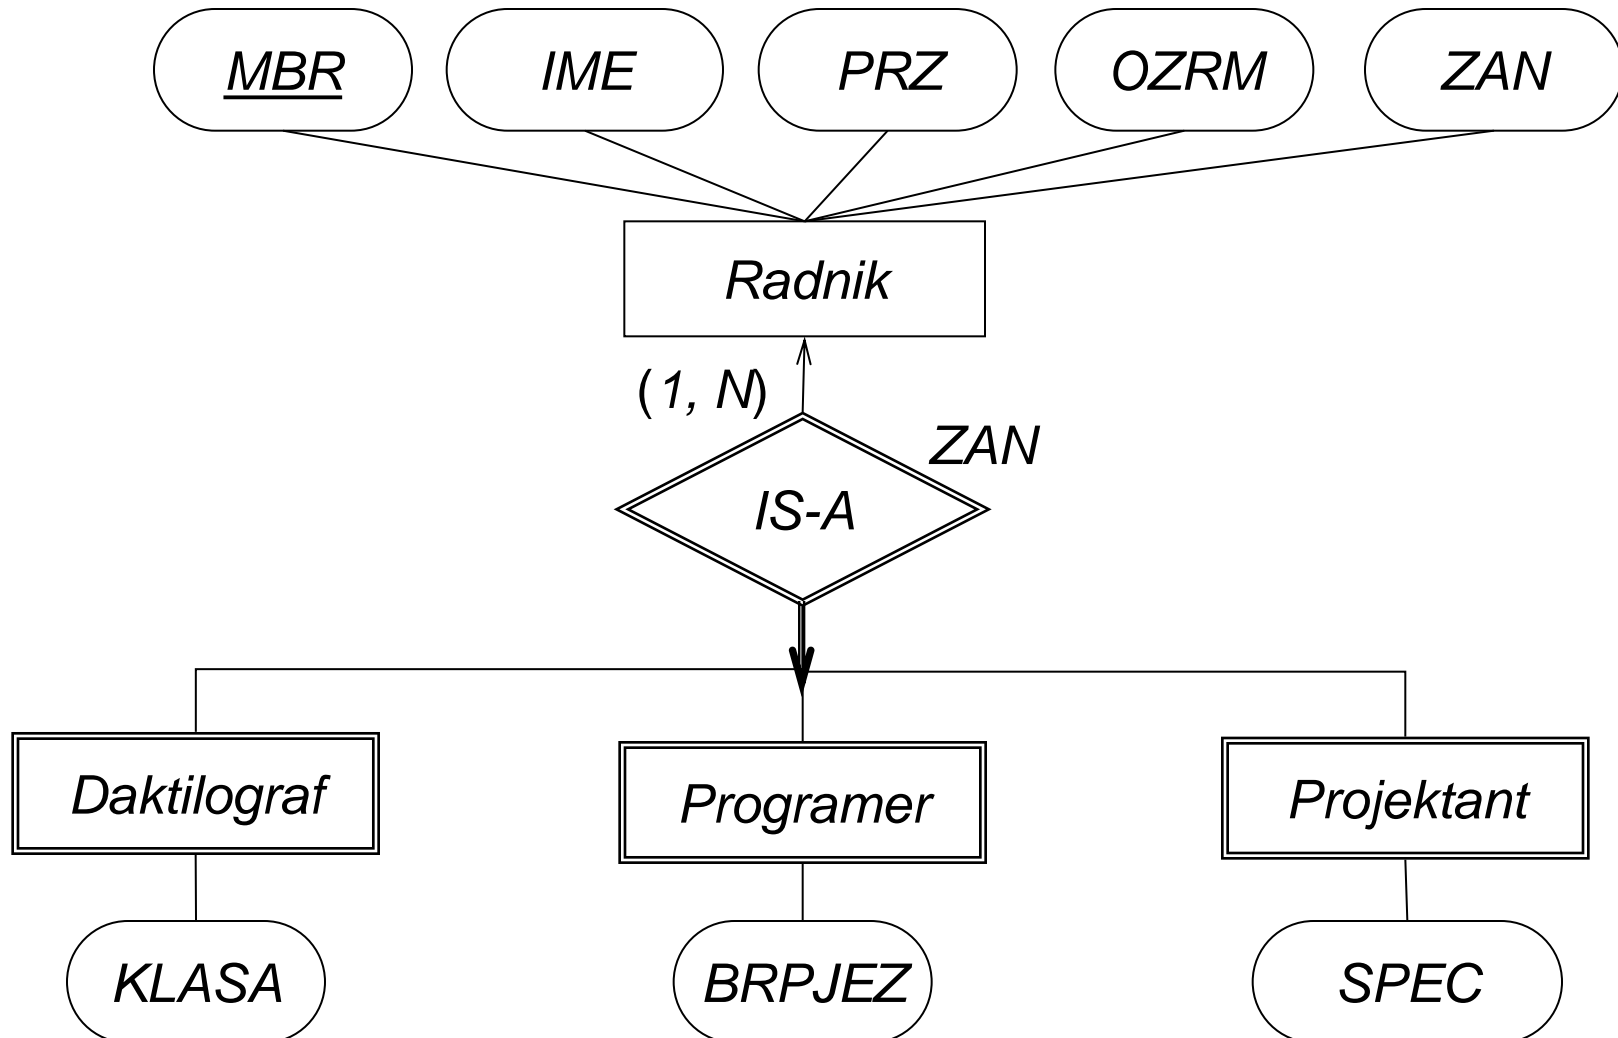 MBR
IME
PRZ
OZRM
ZAN
Radnik
(1, N)
ZAN
IS-A
Daktilograf
Programer
Projektant
KLASA
BRPJEZ
SPEC